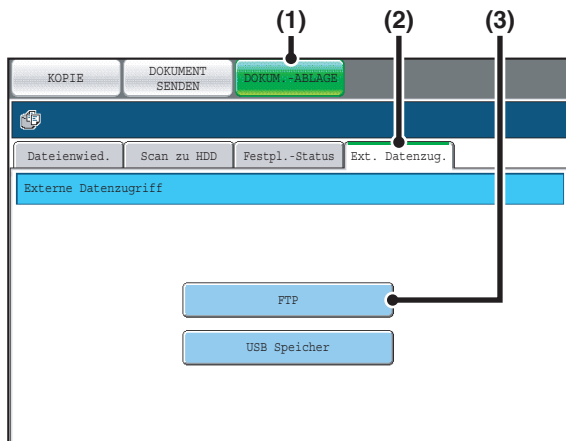 (1) (2) (3)
KOPIE
DOKUMENT
SENDEN
DOKUM.-ABLAGE
Dateienwied.
Scan zu HDD
Festpl.-Status
Ext. Datenzug.
Externe Datenzugriff
FTP
USB Speicher